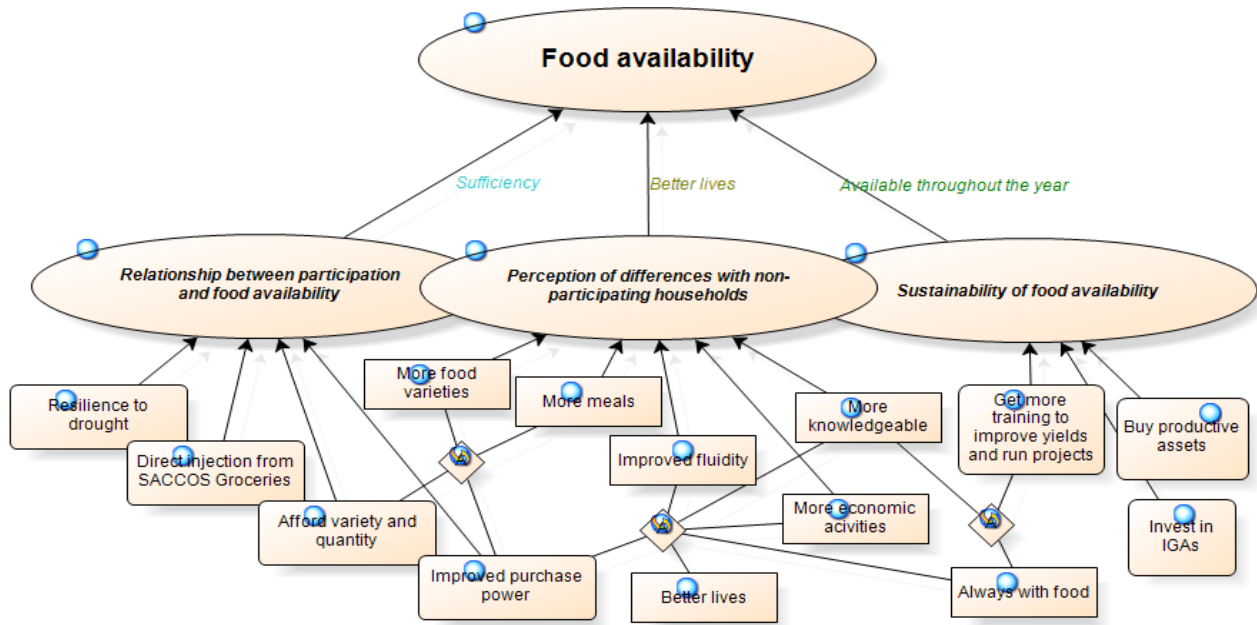 Food availability
Sufficiency
Better lives
Available throughout the year
Relationship between participation
and food availability
Perception of differences with non-
participating households
Sustainability of food availability
Resilience to
drought
More food
varieties
More meals
More
knowledgeable
Get more
training to
improve yields
and run projects
Buy productive
assets
Direct injection from
SACCOS Groceries
Improved fluidity
Afford variety and
quantity
More economic
acivities
Invest in
IGAs
Improved purchase
power
Better lives
Always with food